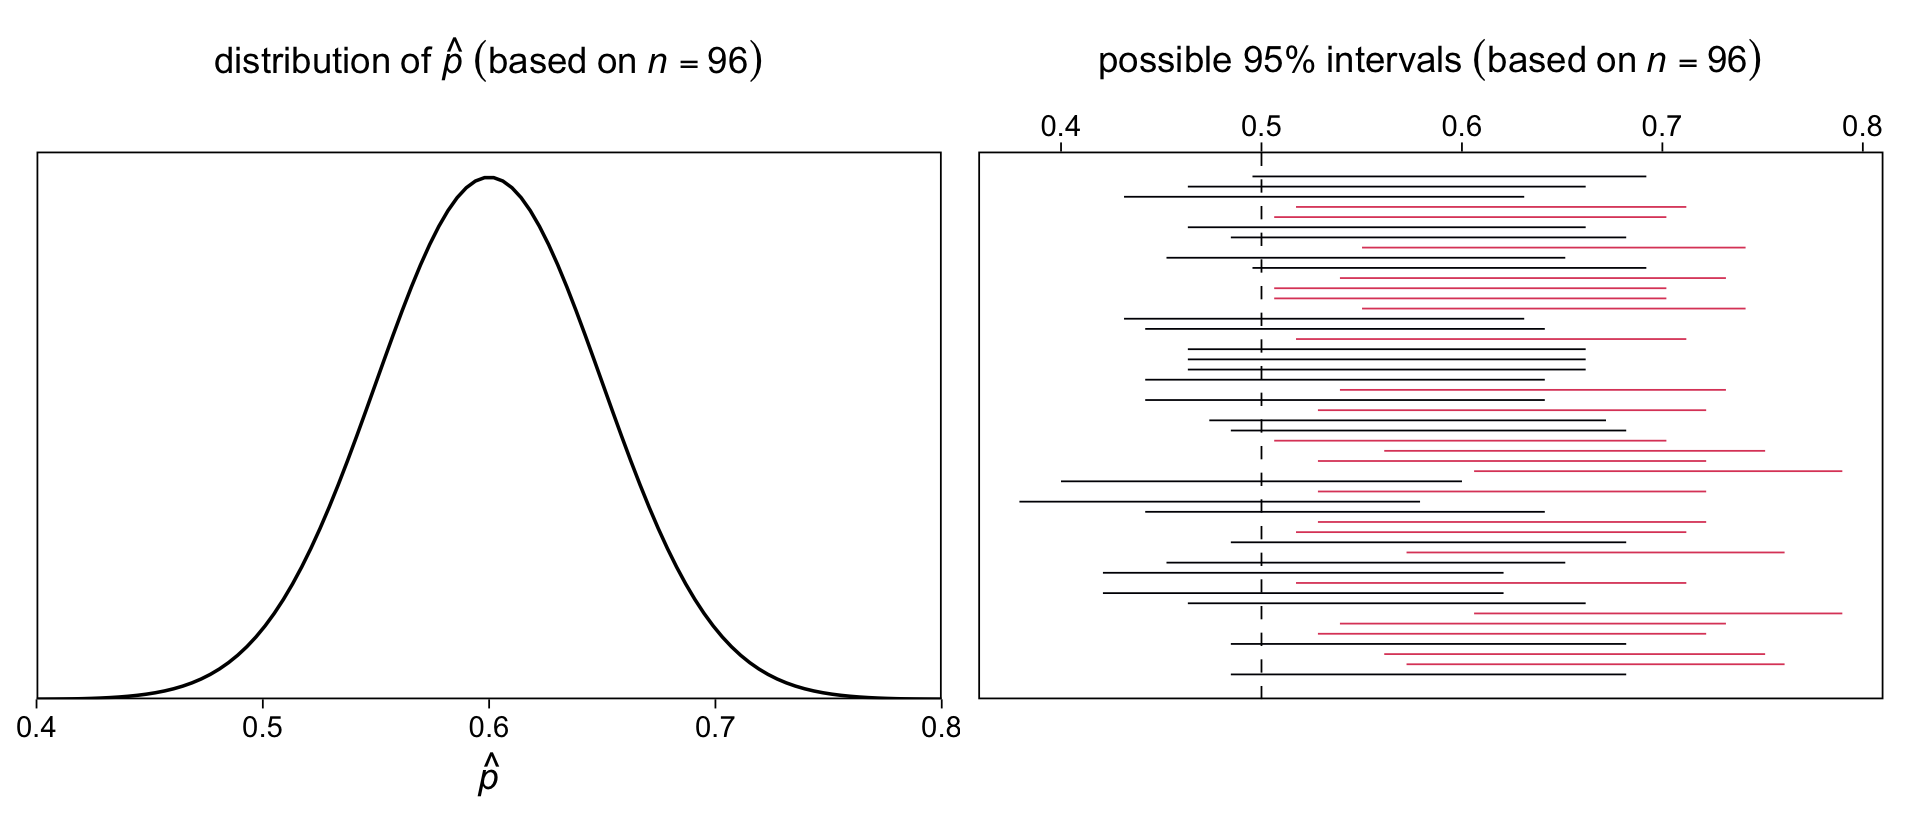 distribution of p̂ (based on n = 96)
0.4 0.5 0.6 0.7 0.8
p̂
possible 95% intervals (based on n = 96)
0.4 0.5 0.6 0.7 0.8